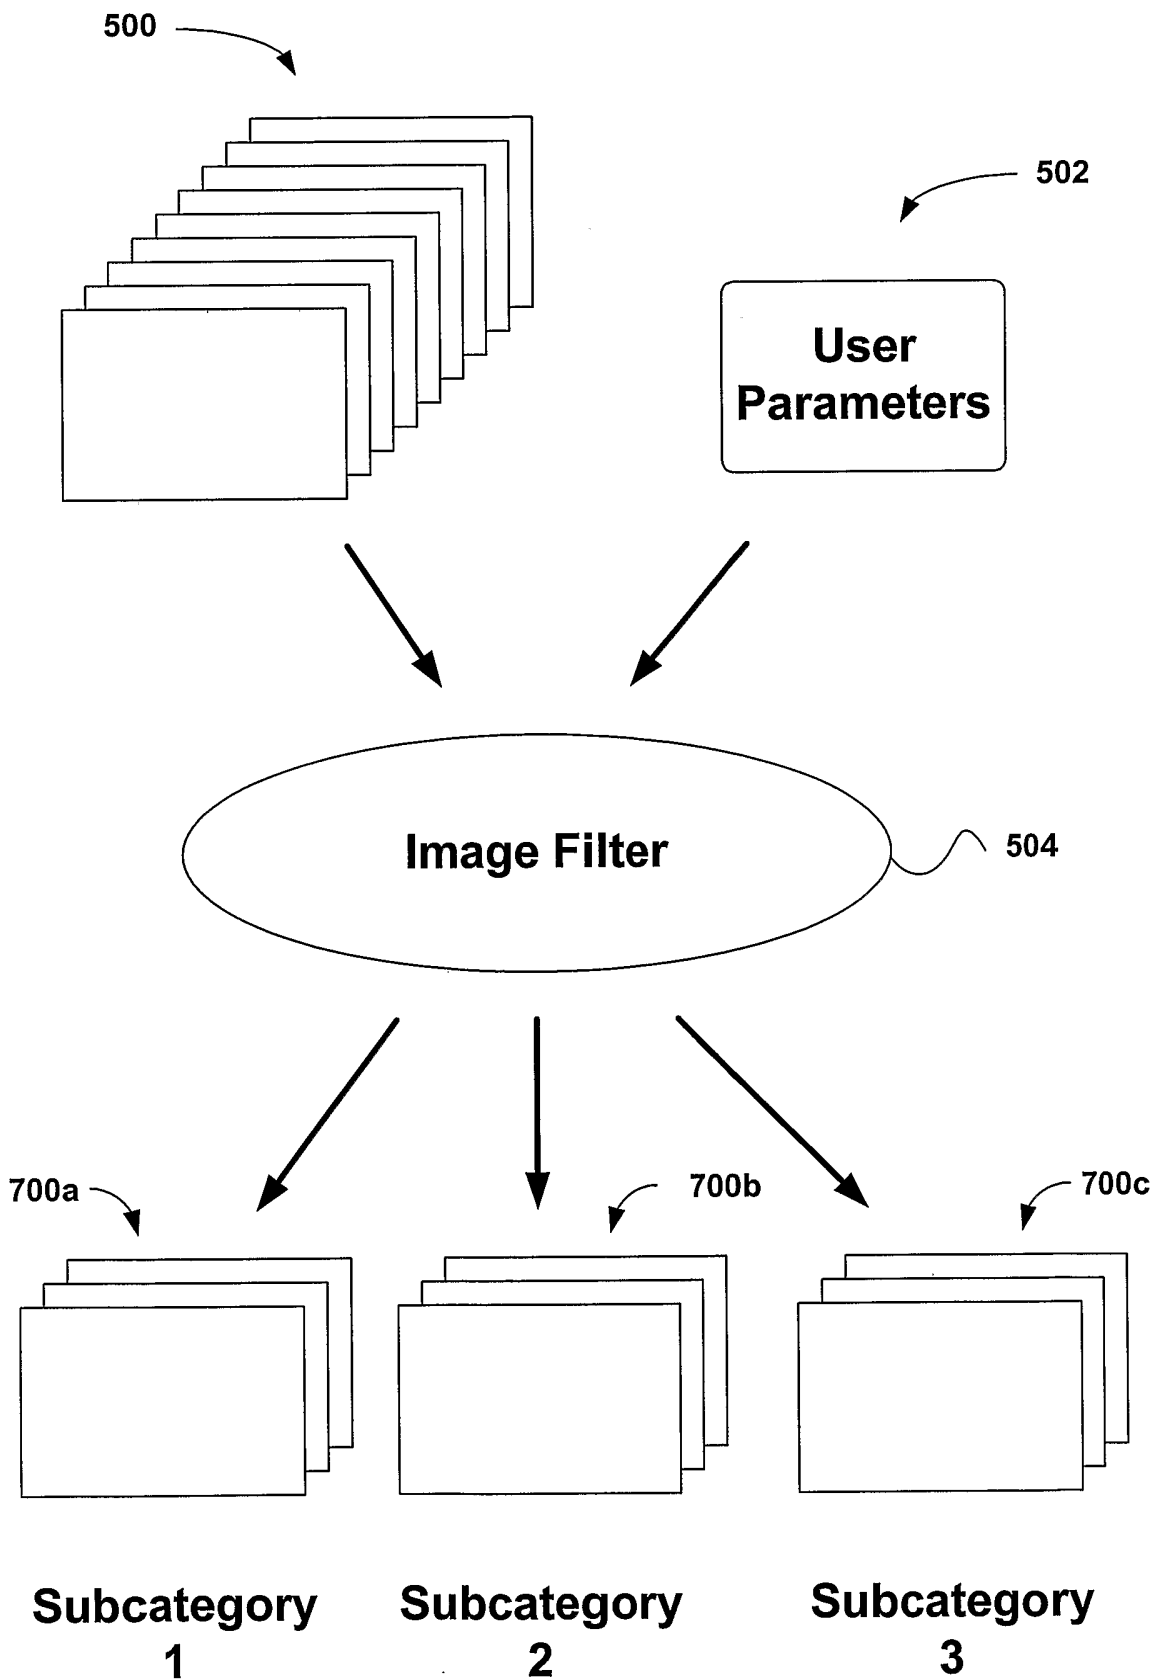 500
502
User
Parameters
Image Filter
504
700a
700b
700c
Subcategory
1
Subcategory
2
Subcategory
3